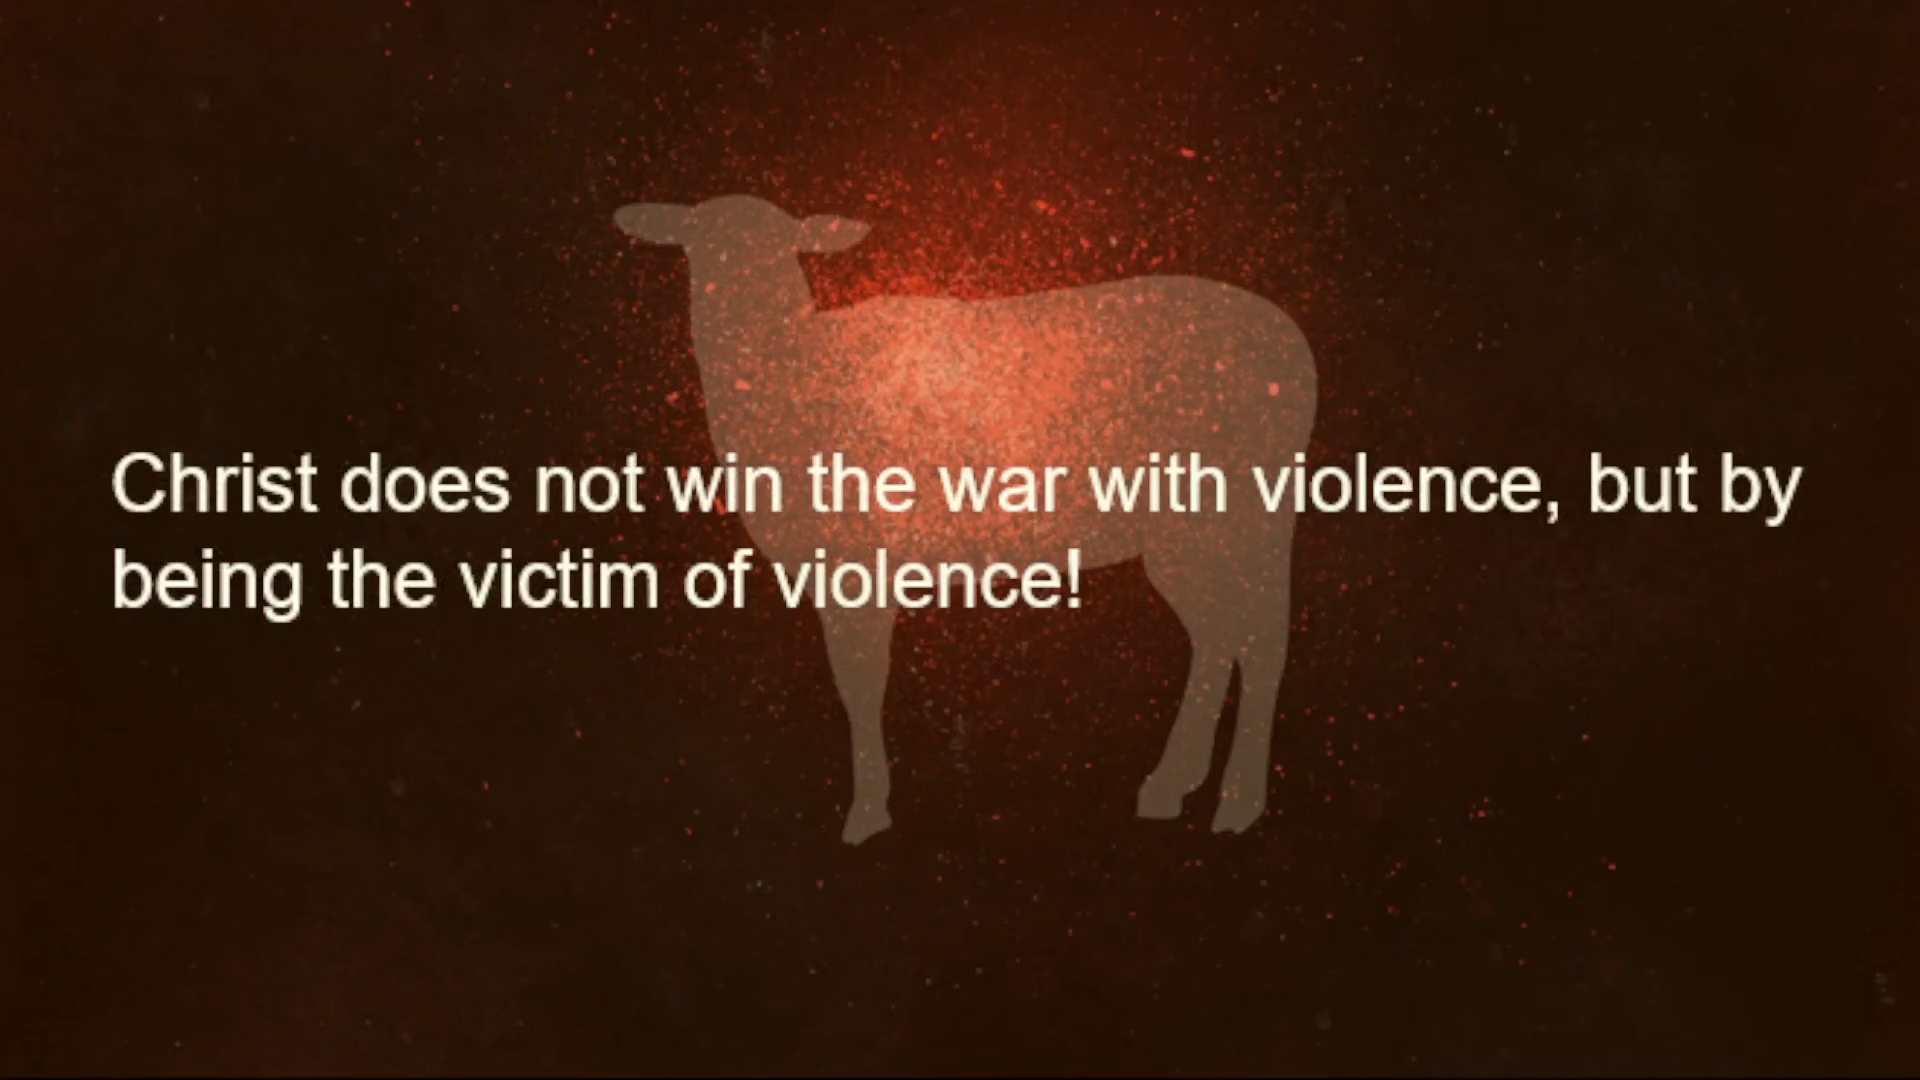 Christ does not win the war with violence, but by
being the victim of violence!